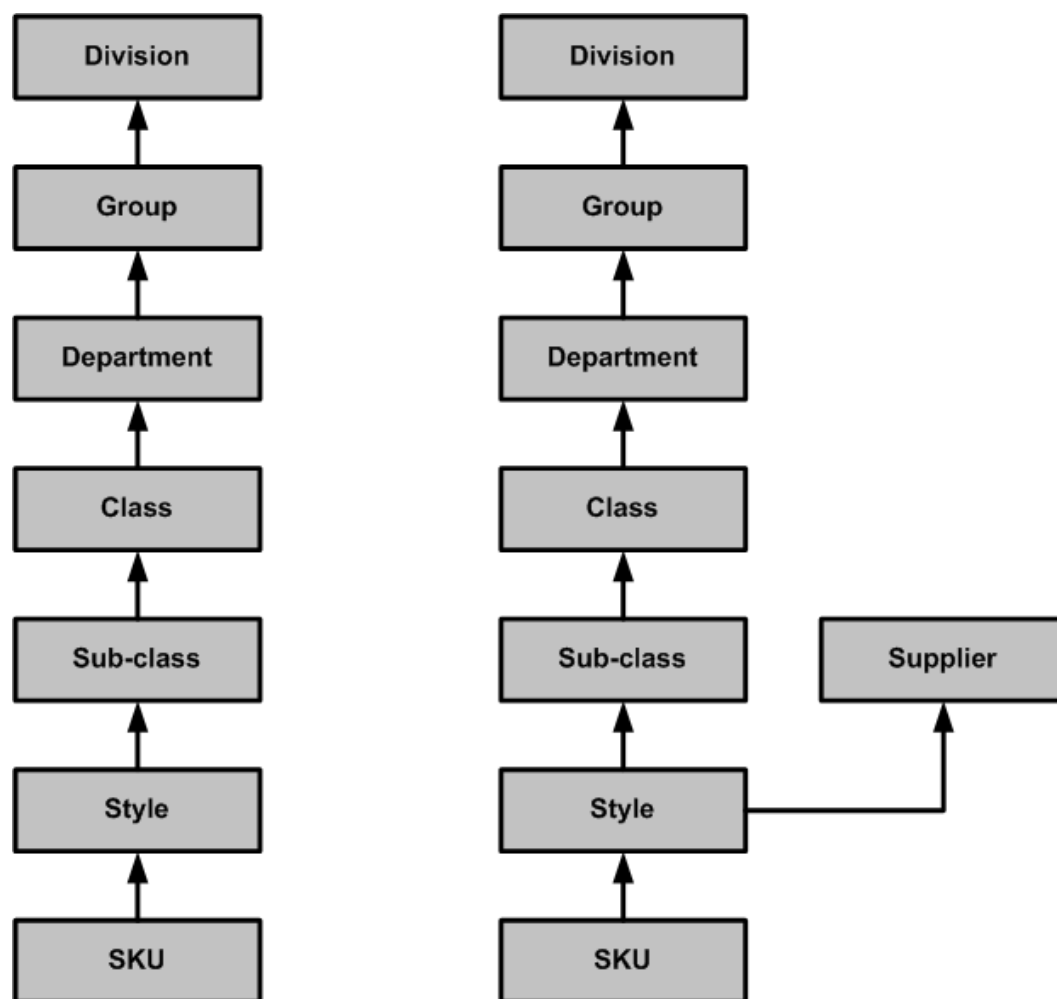 Division
Group
Department
Class
Sub-class
Style
SKU
Division
Group
Department
Class
Sub-class
Supplier
Style
SKU